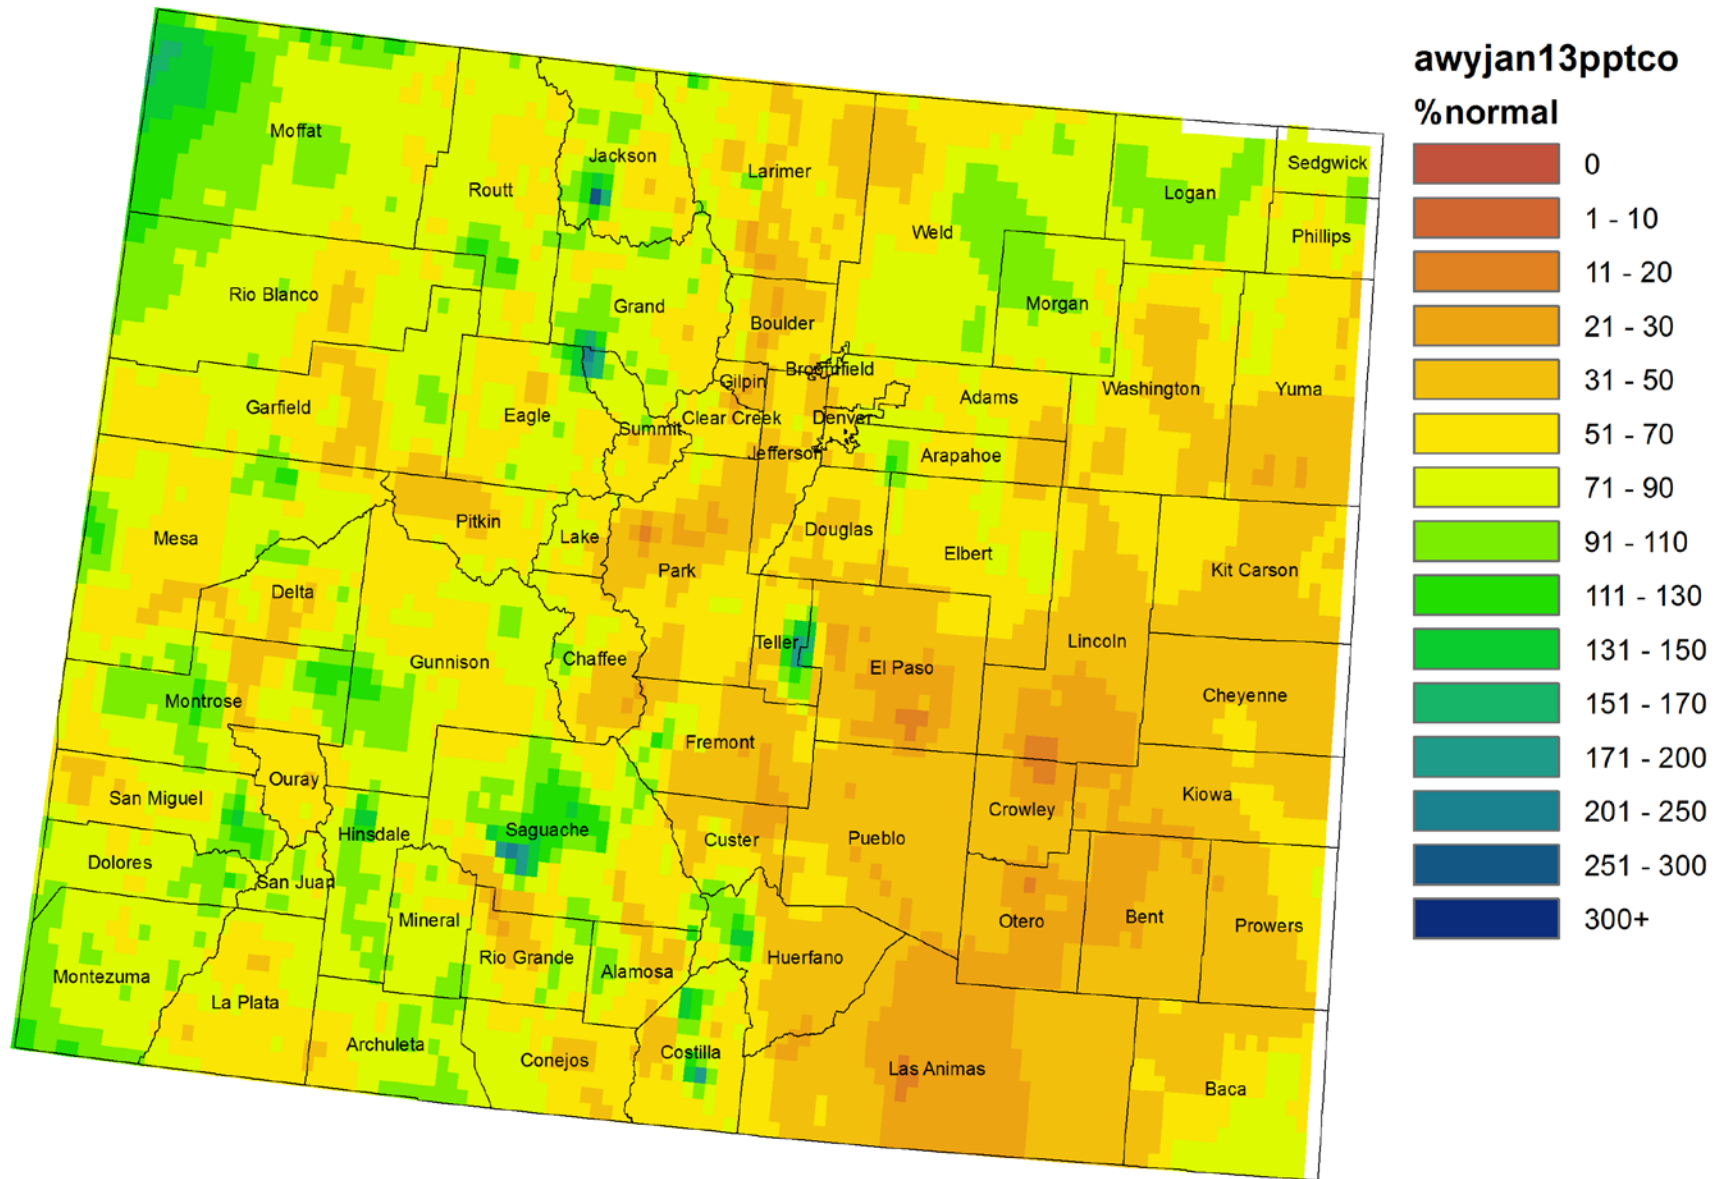 awyjan13pptco
%normal
0
1 - 10
11 - 20
21 - 30
31 - 50
51 - 70
71 - 90
91 - 110
111 - 130
131 - 150
151 - 170
171 - 200
201 - 250
251 - 300
300+
Moffat
Routt
Jackson
Larimer
Weld
Logan
Sedgwick
Phillips
Rio Blanco
Grand
Boulder
Morgan
Washington
Yuma
Garfield
Eagle
Summit
Gilpin
Clear Creek
Broomfield
Denver
Jefferson
Adams
Arapahoe
Mesa
Pitkin
Lake
Park
Douglas
Elbert
Kit Carson
Delta
Gunnison
Chaffee
Teller
El Paso
Lincoln
Cheyenne
Montrose
Ouray
Fremont
San Miguel
Hinsdale
Saguache
Custer
Pueblo
Crowley
Kiowa
Dolores
San Juan
Mineral
Rio Grande
Alamosa
Huerfano
Otero
Bent
Prowers
Montezuma
La Plata
Archuleta
Conejos
Costilla
Las Animas
Baca